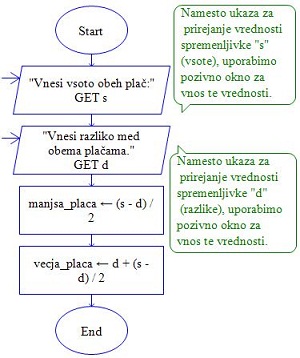 Start
"Vnesi vsoto obeh plač:"
GET s
"Vnesi razliko med
obema plačama."
GET d
manjsa_placa ← (s - d) /
2
vecja_placa ← d + (s -
d) / 2
End
Namesto ukaza za
prirejanje vrednosti
spremenljivke "s"
(vsote), uporabimo
pozivno okno za
vnos te vrednosti.
Namesto ukaza za
prirejanje vrednosti
spremenljivke "d"
(razlike), uporabimo
pozivno okno za
vnos te vrednosti.